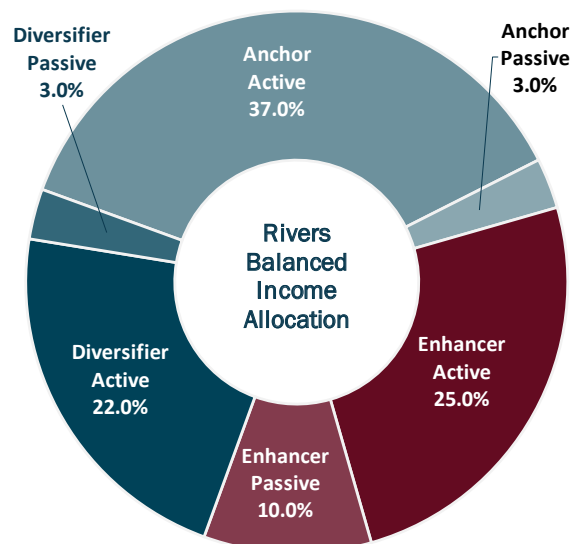 Diversifier
Passive
3.0%
Anchor
Active
37.0%
Anchor
Passive
3.0%
Rivers
Balanced
Income
Allocation
Diversifier
Active
22.0%
Enhancer
Active
25.0%
Enhancer
Passive
10.0%